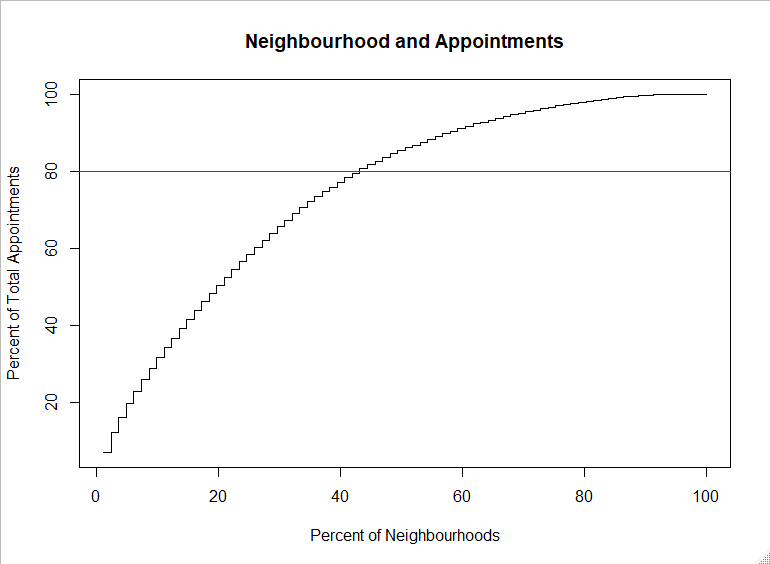 Neighbourhood and Appointments
Percent of Total Appointments
100
80
60
40
20
0 20 40 60 80 100
Percent of Neighbourhoods